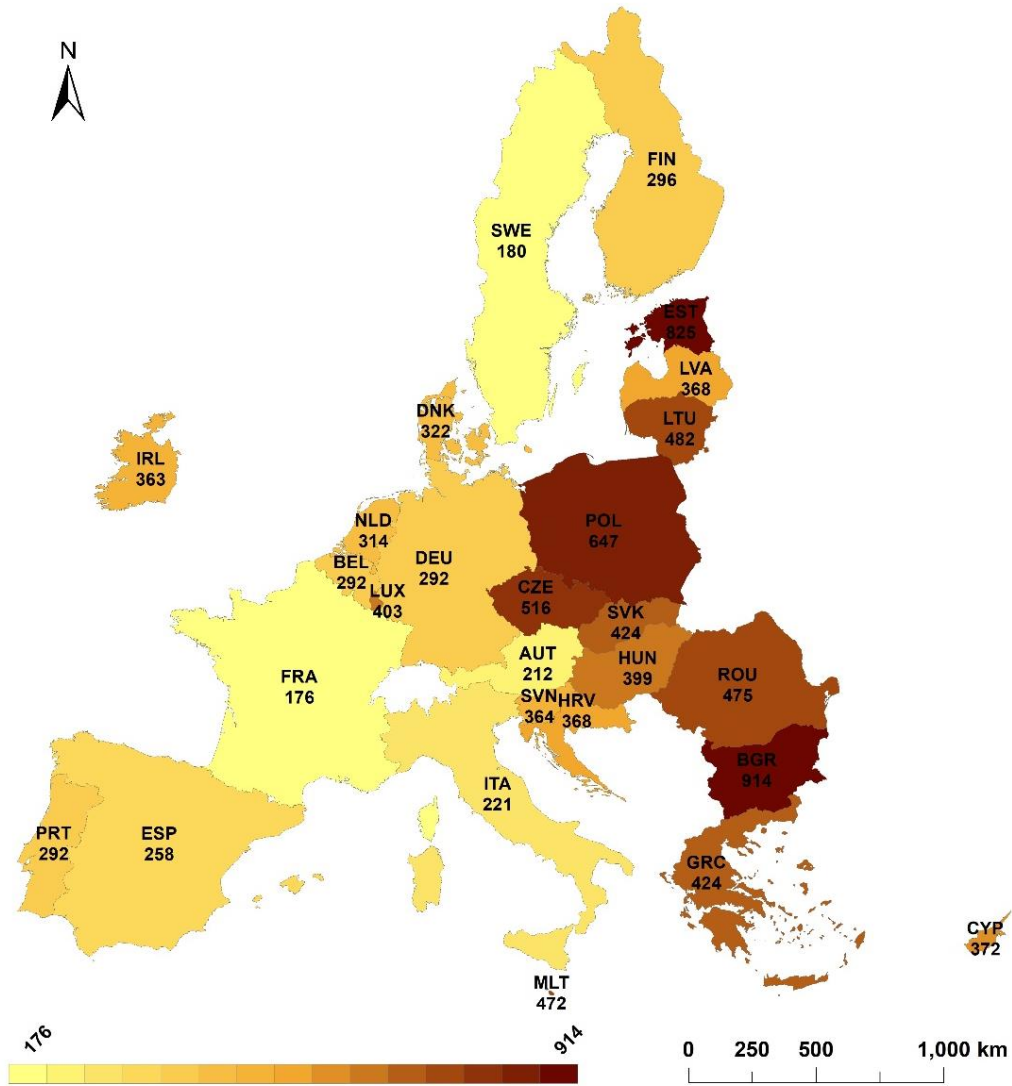 N
FIN
296
SWE
180
EST
825
LVA
368
LTU
482
DNK
322
IRL
363
NLD
314
POL
647
BEL
292
DEU
292
LUX
403
CZE
516
SVK
424
AUT
212
HUN
399
FRA
176
ROU
475
SVN
364
HRV
368
BGR
914
ITA
221
PRT
292
ESP
258
GRC
424
CYP
372
MLT
472
176
914
0 250 500 1,000 km